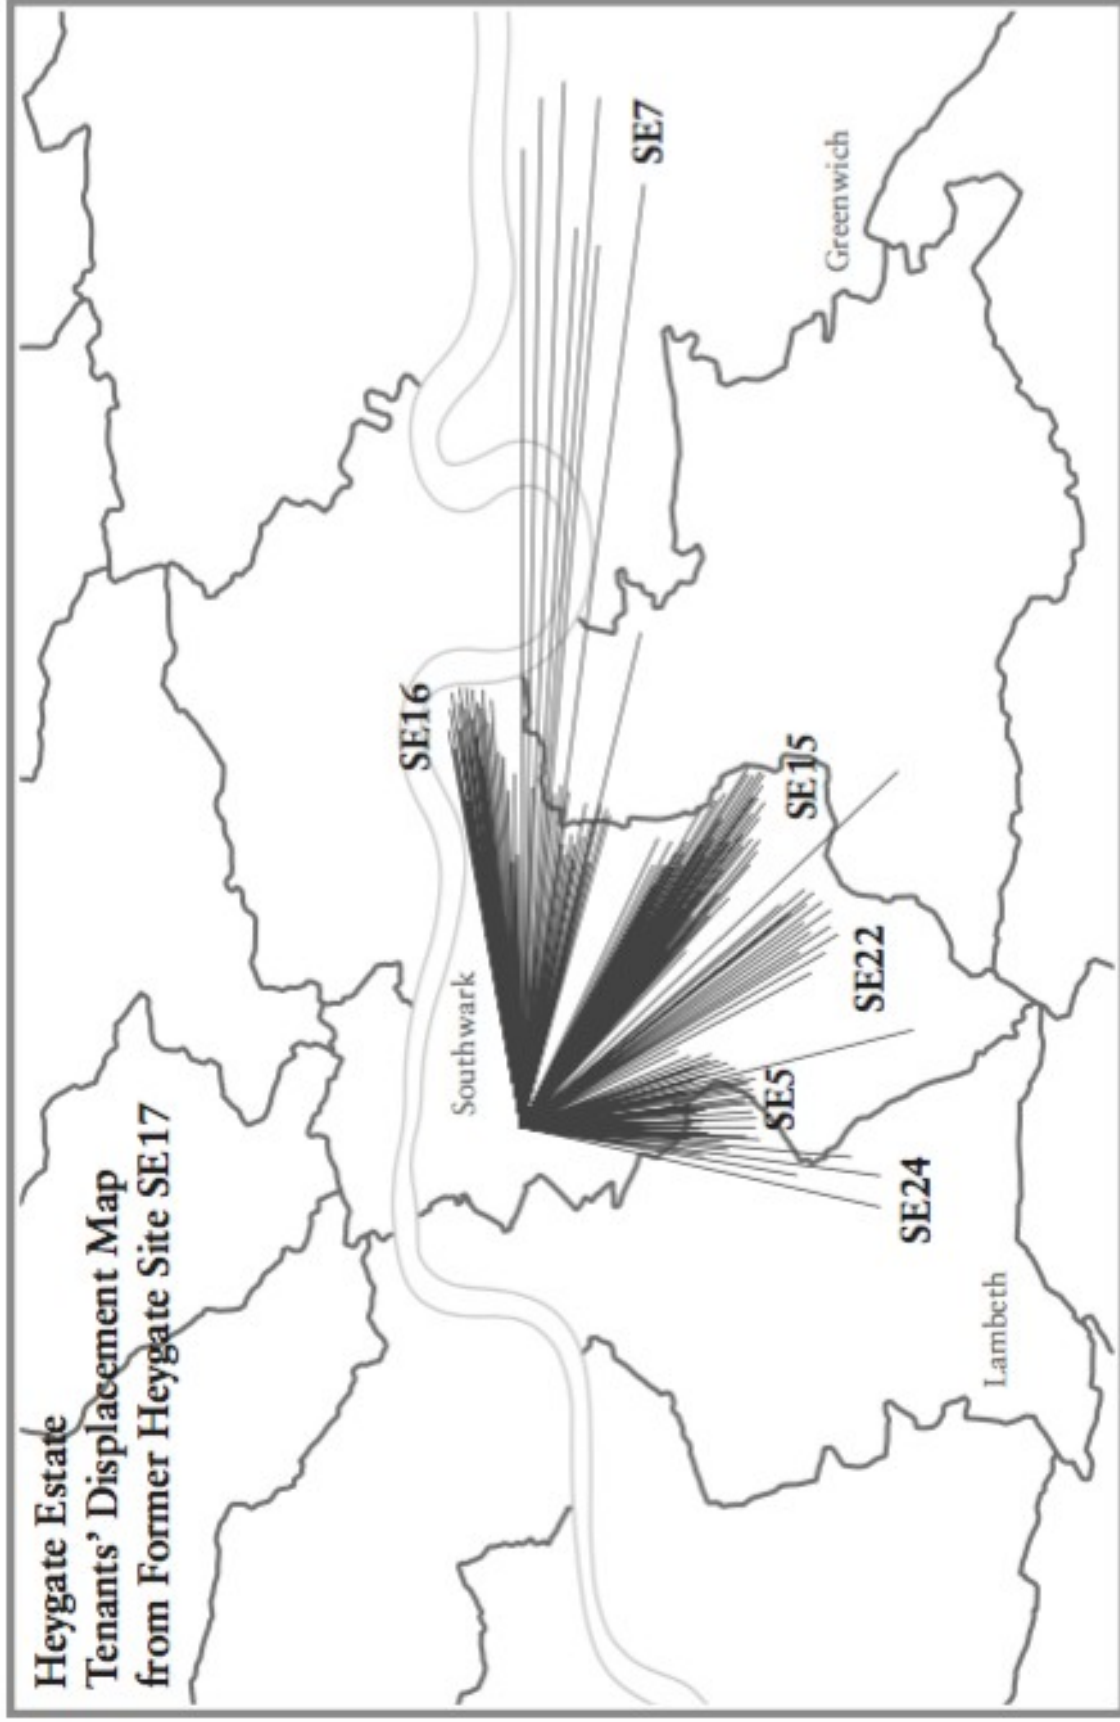 Heygate Estate
Tenants' Displacement Map
from Former Heygate Site SE17
SE16
Southwark
SE7
Greenwich
SE15
SE22
SE5
SE24
Lambeth